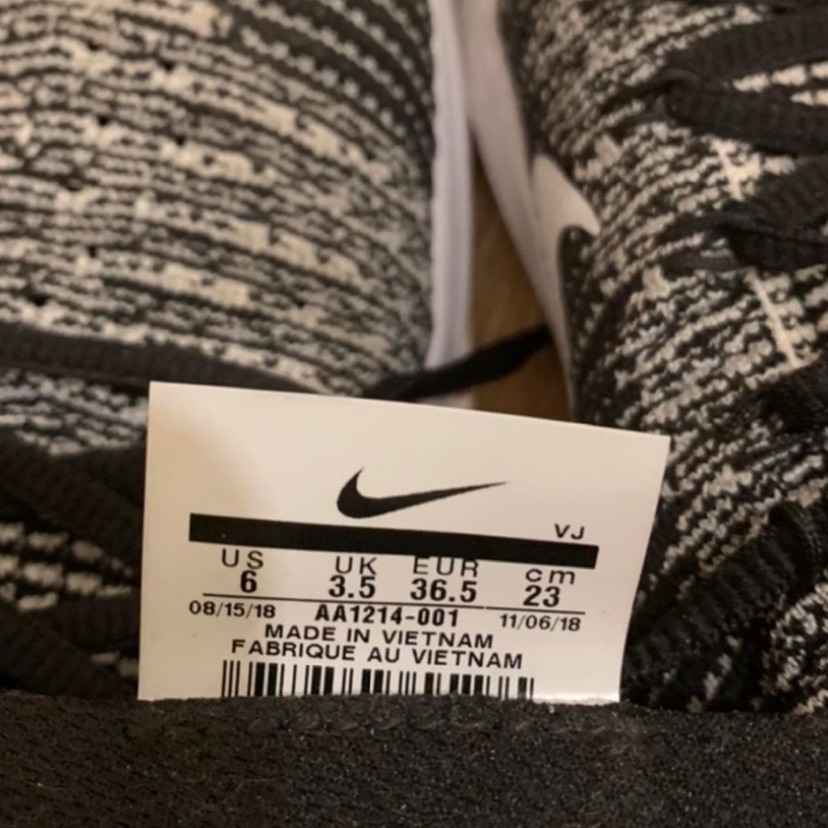 VJ
US UK EUR cm
6 3.5 36.5 23
08/15/18 AA1214-001 11/06/18
MADE IN VIETNAM
FABRIQUE AU VIETNAM